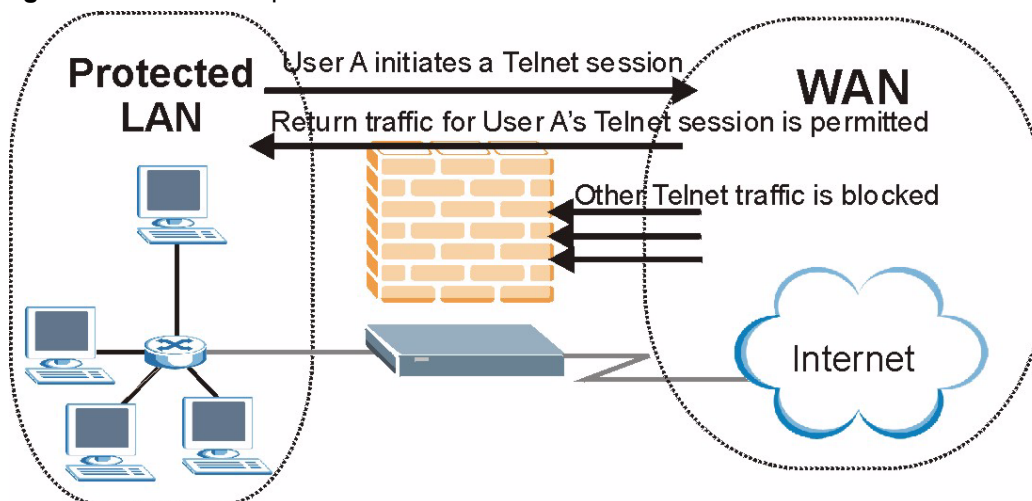 Protected
LAN
User A initiates a Telnet session
WAN
Return traffic for User A's Telnet session is permitted
Other Telnet traffic is blocked
Internet